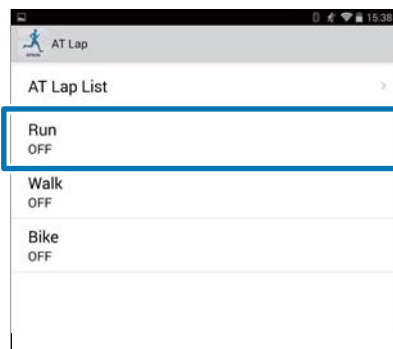 15:38
AT Lap
AT Lap List
Run
OFF
Walk
OFF
Bike
OFF